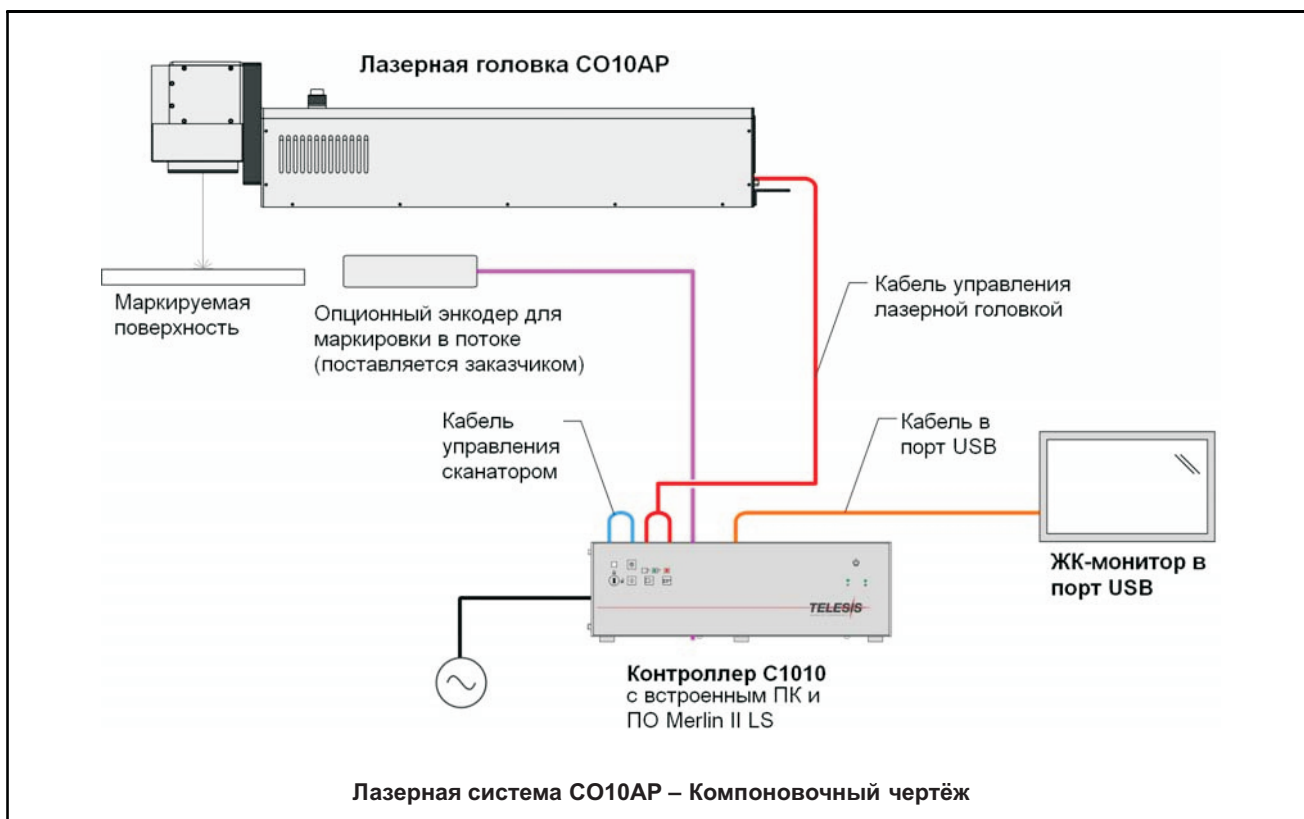 Лазерная головка CO10AP
Маркируемая
поверхность
Опционный энкодер для
маркировки в потоке
(поставляется заказчиком)
Кабель управления
лазерной головкой
Кабель
управления
сканатором
Кабель в
порт USB
ЖК-монитор в
порт USB
TELESIS
Контроллер C1010
с встроенным ПК и
ПО Merlin II LS
Лазерная система CO10AP – Компоновочный чертёж